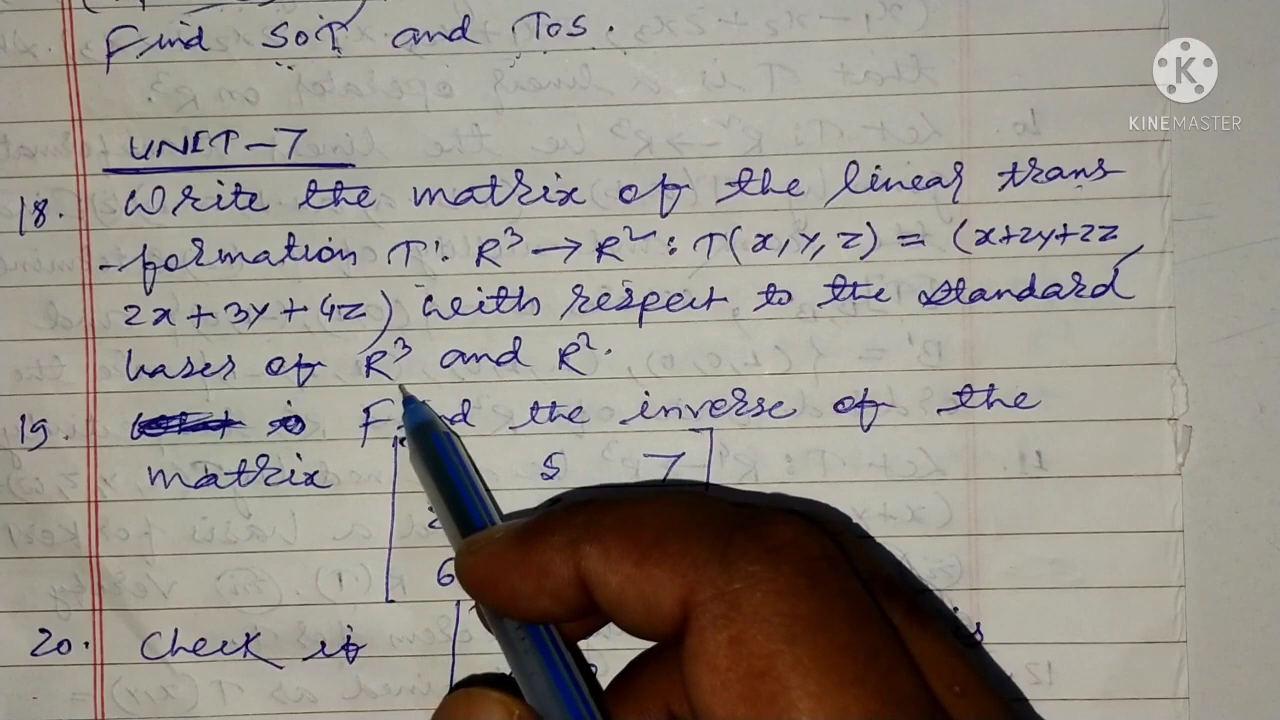 Find SoT and ToS.
UNIT-7
18. Write the matrix of the linear trans
-formation T: R³ → R²: T(x, y, z) = (x+2y+2z,
2x+3y+4z) with respect to the standard
bases of R³ and R².
19. Find the inverse of the
matrix 5 7
6
20. Check if is
K
KINEMASTER